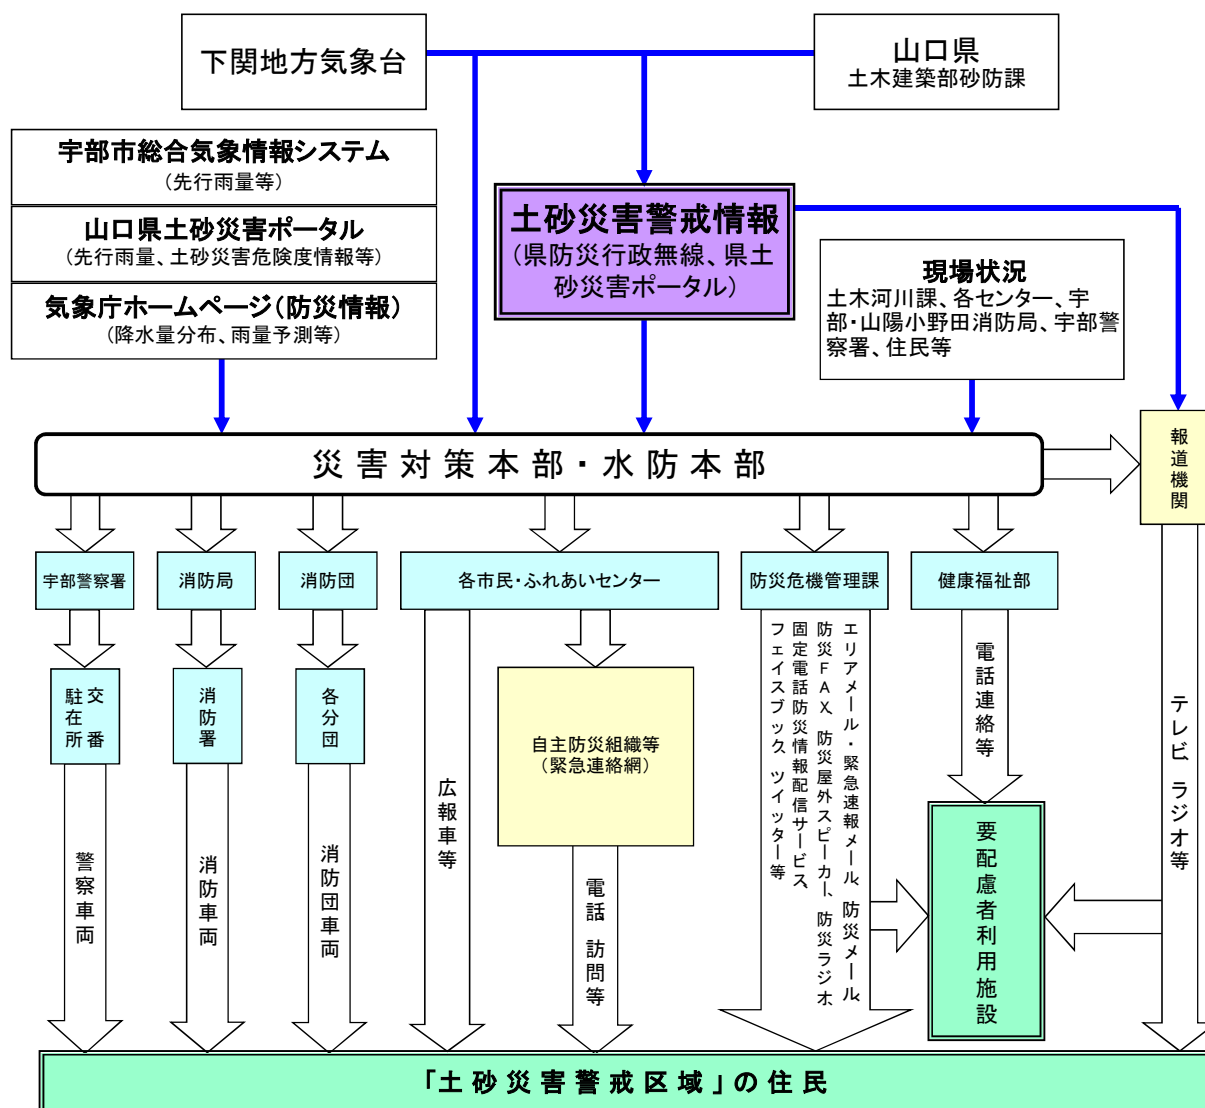 下関地方気象台
山口県
土木建築部砂防課
宇部市総合気象情報システム
（先行雨量等）
山口県土砂災害ポータル
（先行雨量、土砂災害危険度情報等）
気象庁ホームページ（防災情報）
（降水量分布、雨量予測等）
土砂災害警戒情報
（県防災行政無線、県土
砂災害ポータル）
現場状況
土木河川課、各センター、宇
部・山陽小野田消防局、宇部警
察署、住民等
災害対策本部・水防本部
報道機関
宇部警察署
消防局
消防団
各市民・ふれあいセンター
防災危機管理課
健康福祉部
交番
駐在所
消防署
各分団
自主防災組織等
（緊急連絡網）
警察車両
消防車両
消防団車両
広報車等
電話、訪問等
エリアメール・緊急速報メール、防災メール、
防災ＦＡＸ、防災屋外スピーカー、防災ラジオ、
固定電話防災情報配信サービス、
フェイスブック、ツイッター等
電話連絡等
要配慮者利用施設
テレビ、ラジオ等
「土砂災害警戒区域」の住民